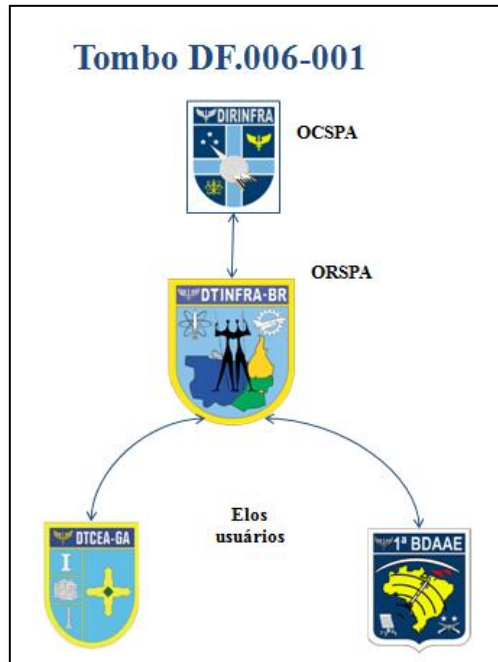 Tombo DF.006-001
DIRINFRA
OCSPA
ORSPA
DTINFRA-BR
Elos
usuários
DTCEA-GA
I
1ª BDAAE